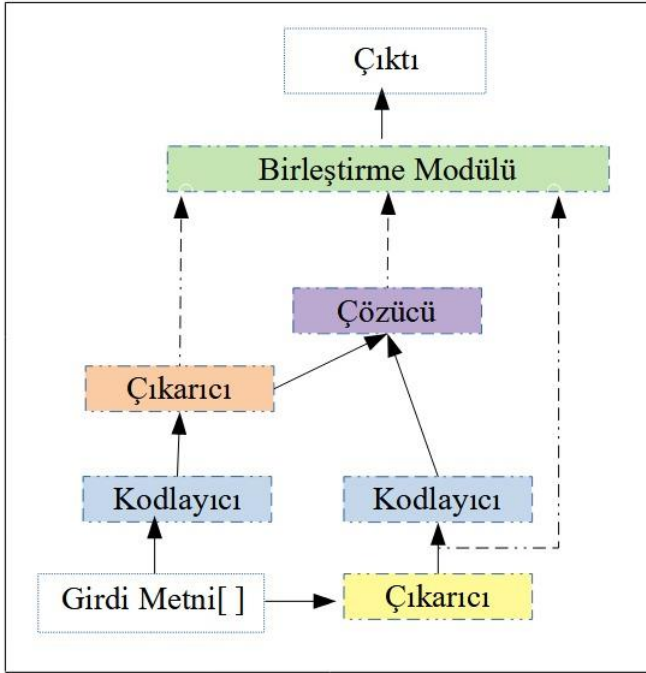 Çıktı
Birleştirme Modülü
Çözücü
Çıkarıcı
Kodlayıcı
Kodlayıcı
Girdi Metni[ ]
Çıkarıcı